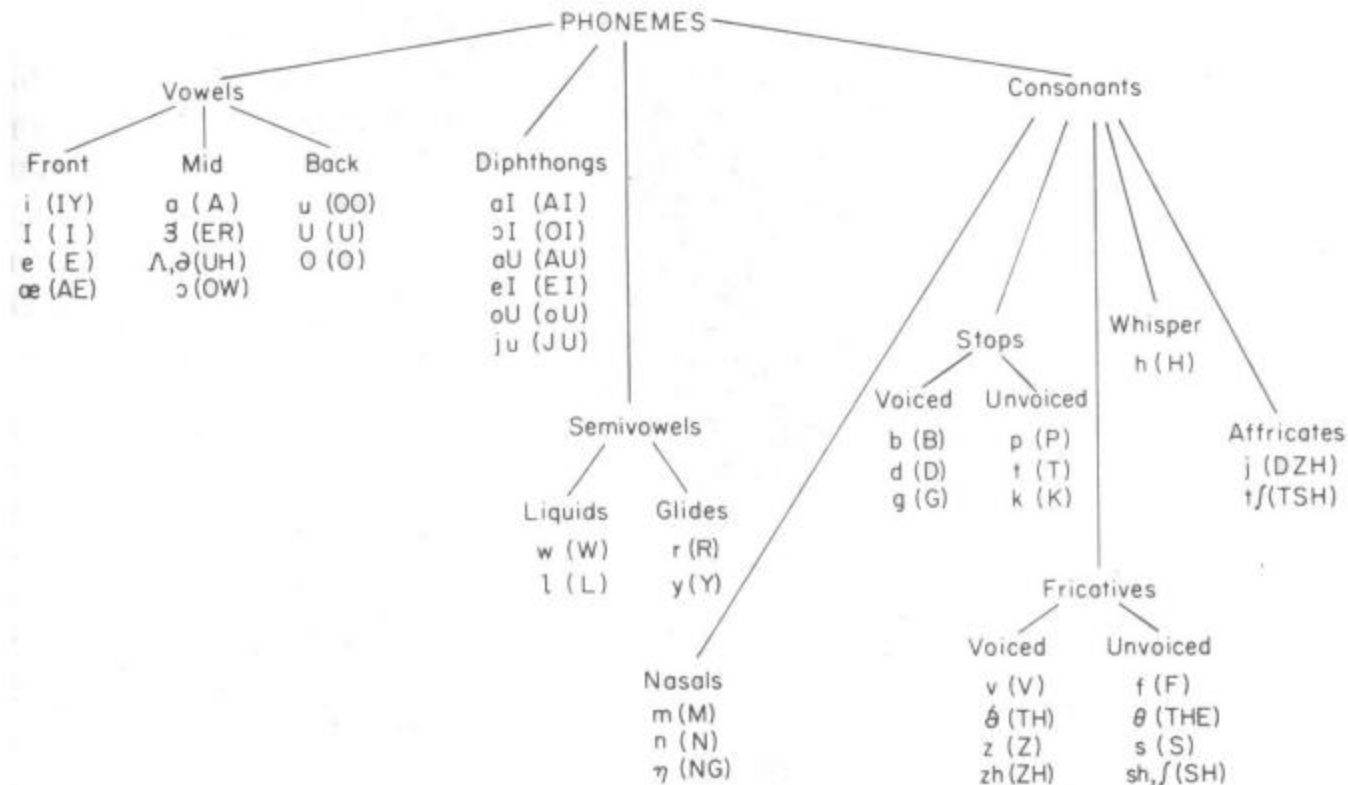 PHONEMES
Vowels
Consonants
Front Mid Back Diphthongs
i (IY) a (A) u (OO) aI (AI)
I (I) ɝ (ER) U (U) ɔI (OI)
e (E) Λ,ə(UH) O (O) aU (AU)
æ (AE) ɔ(OW) eI (EI)
oU (oU)
ju (JU)
Whisper
Stops
h (H)
Voiced Unvoiced
Semivowels
Affricates
b (B) p (P)
j (DZH)
d (D) t (T)
g (G) k (K)
t∫(TSH)
Liquids Glides
w (W) r (R)
l (L) y (Y)
Fricatives
Voiced Unvoiced
Nasals
v (V) f (F)
m (M)
(TH) θ (THE)
n (N)
z (Z) s (S)
η (NG)
zh (ZH) sh,∫(SH)